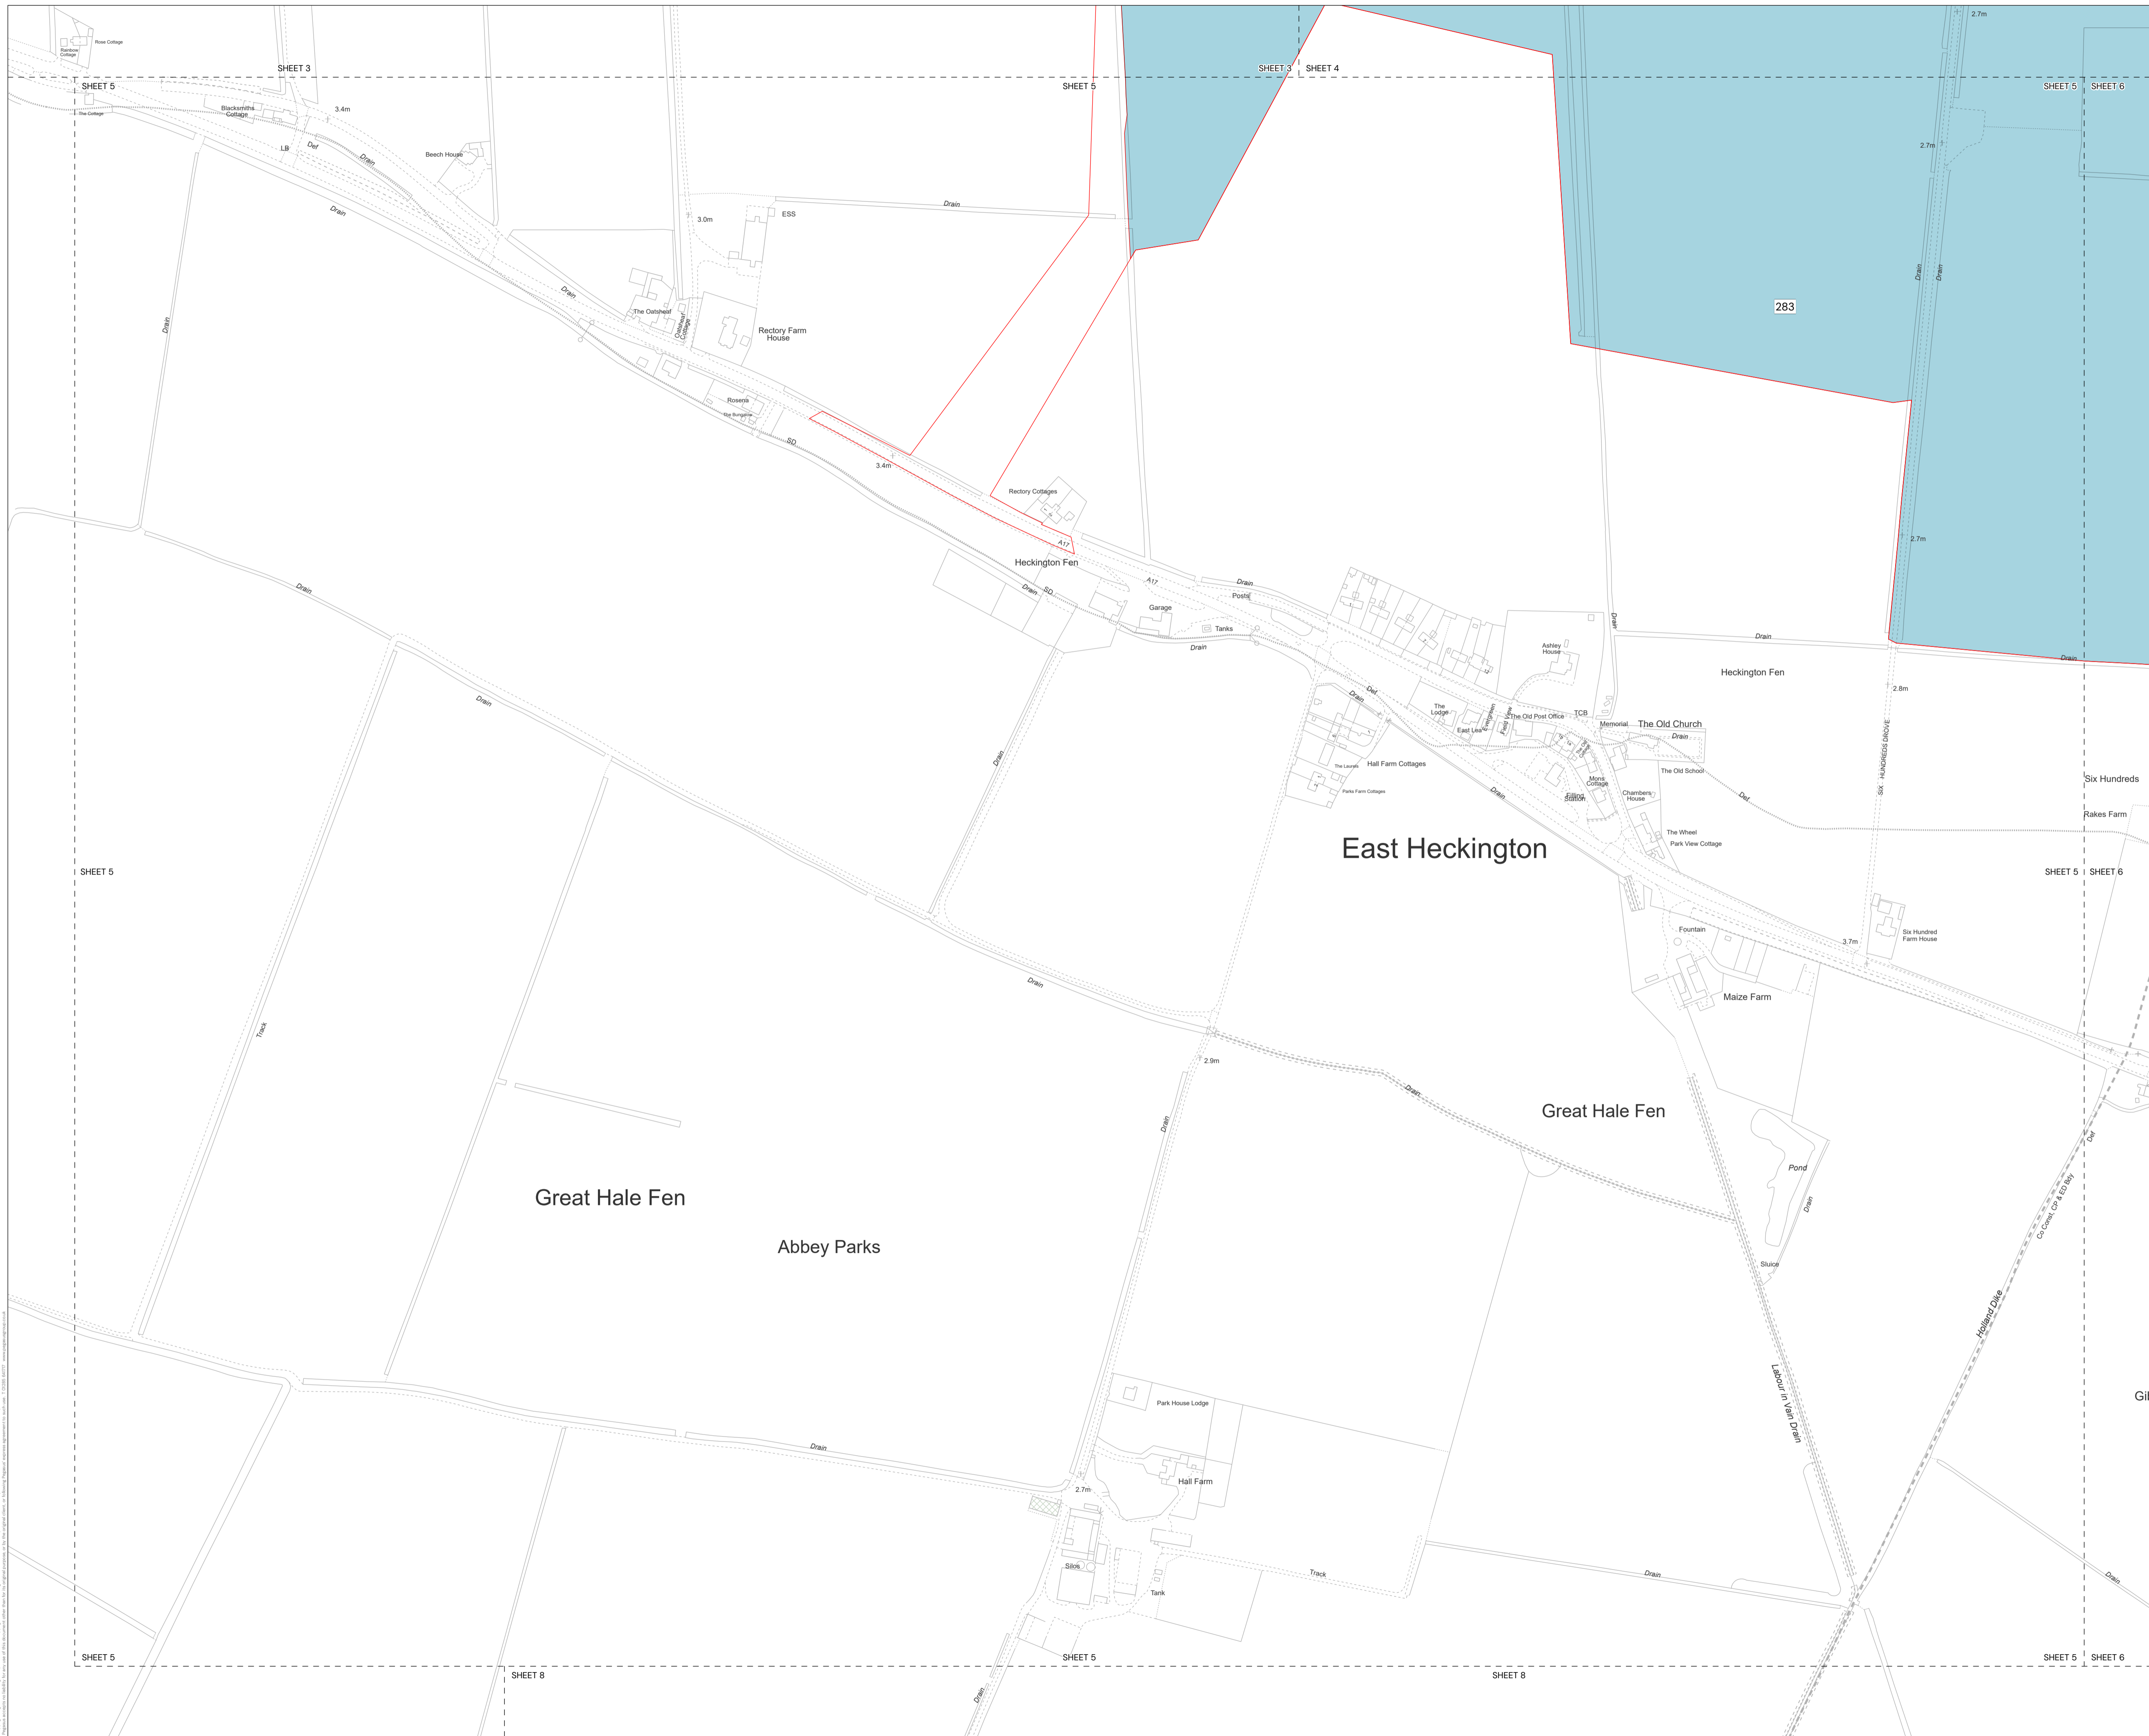 2.7m
Rose Cottage
Rainbow
Cottage
SHEET 3
SHEET 3
SHEET 4
SHEET 5
SHEET 5
SHEET 5
SHEET 6
Blacksmiths
Cottage
3.4m
The Cottage
LB
Def
Drain
Beech House
2.7m
Drain
Drain
ESS
3.0m
Drain
Drain
Drain
Drain
283
The Oatsheaf
Oatsheaf
Cottage
Drain
Rectory Farm
House
Rosena
The Bungalow
SD
3.4m
Rectory Cottages
2.7m
A17
Heckington Fen
A17
Drain
Drain
SD
Drain
Posts
Garage
Tanks
Drain
Drain
Drain
Ashley
House
Drain
Heckington Fen
Drain
2.8m
Def
Drain
The
Lodge
East Lea
Evergreen
Field View
The Old Post Office
TCB
Memorial
The Old Church
Drain
The Old School
SIX HUNDREDS DROVE
Drain
Drain
The Laurels
Hall Farm Cottages
Parks Farm Cottages
Drain
Mons
Cottage
Filling
Station
Chambers
House
Def
Six Hundreds
Rakes Farm
The Wheel
Park View Cottage
East Heckington
SHEET 5
SHEET 5
SHEET 6
Fountain
3.7m
Six Hundred
Farm House
Drain
Maize Farm
Track
2.9m
Drain
Drain
Great Hale Fen
Def
Pond
Drain
Co Const, CP & ED Bdy
Great Hale Fen
Abbey Parks
Sluice
Holland Dike
Labour in Vain Drain
Gil
Park House Lodge
Drain
Hall Farm
2.7m
Silos
Tank
Track
Drain
Drain
SHEET 5
SHEET 5
SHEET 5
SHEET 6
SHEET 8
SHEET 8
Drain